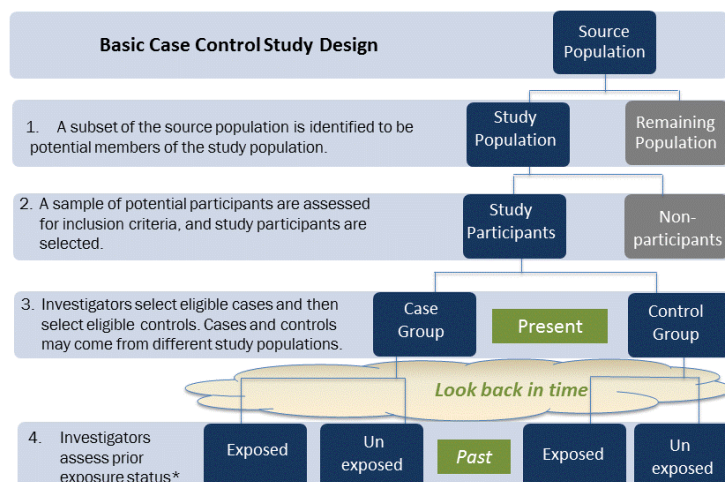 Basic Case Control Study Design
Source
Population
1. A subset of the source population is identified to be
potential members of the study population.
Study
Population
Remaining
Population
2. A sample of potential participants are assessed
for inclusion criteria, and study participants are
selected.
Study
Participants
Non-
participants
3. Investigators select eligible cases and then
select eligible controls. Cases and controls
may come from different study populations.
Case
Group
Present
Control
Group
Look back in time
4. Investigators
assess prior
exposure status*
Exposed
Un
exposed
Past
Exposed
Un
exposed